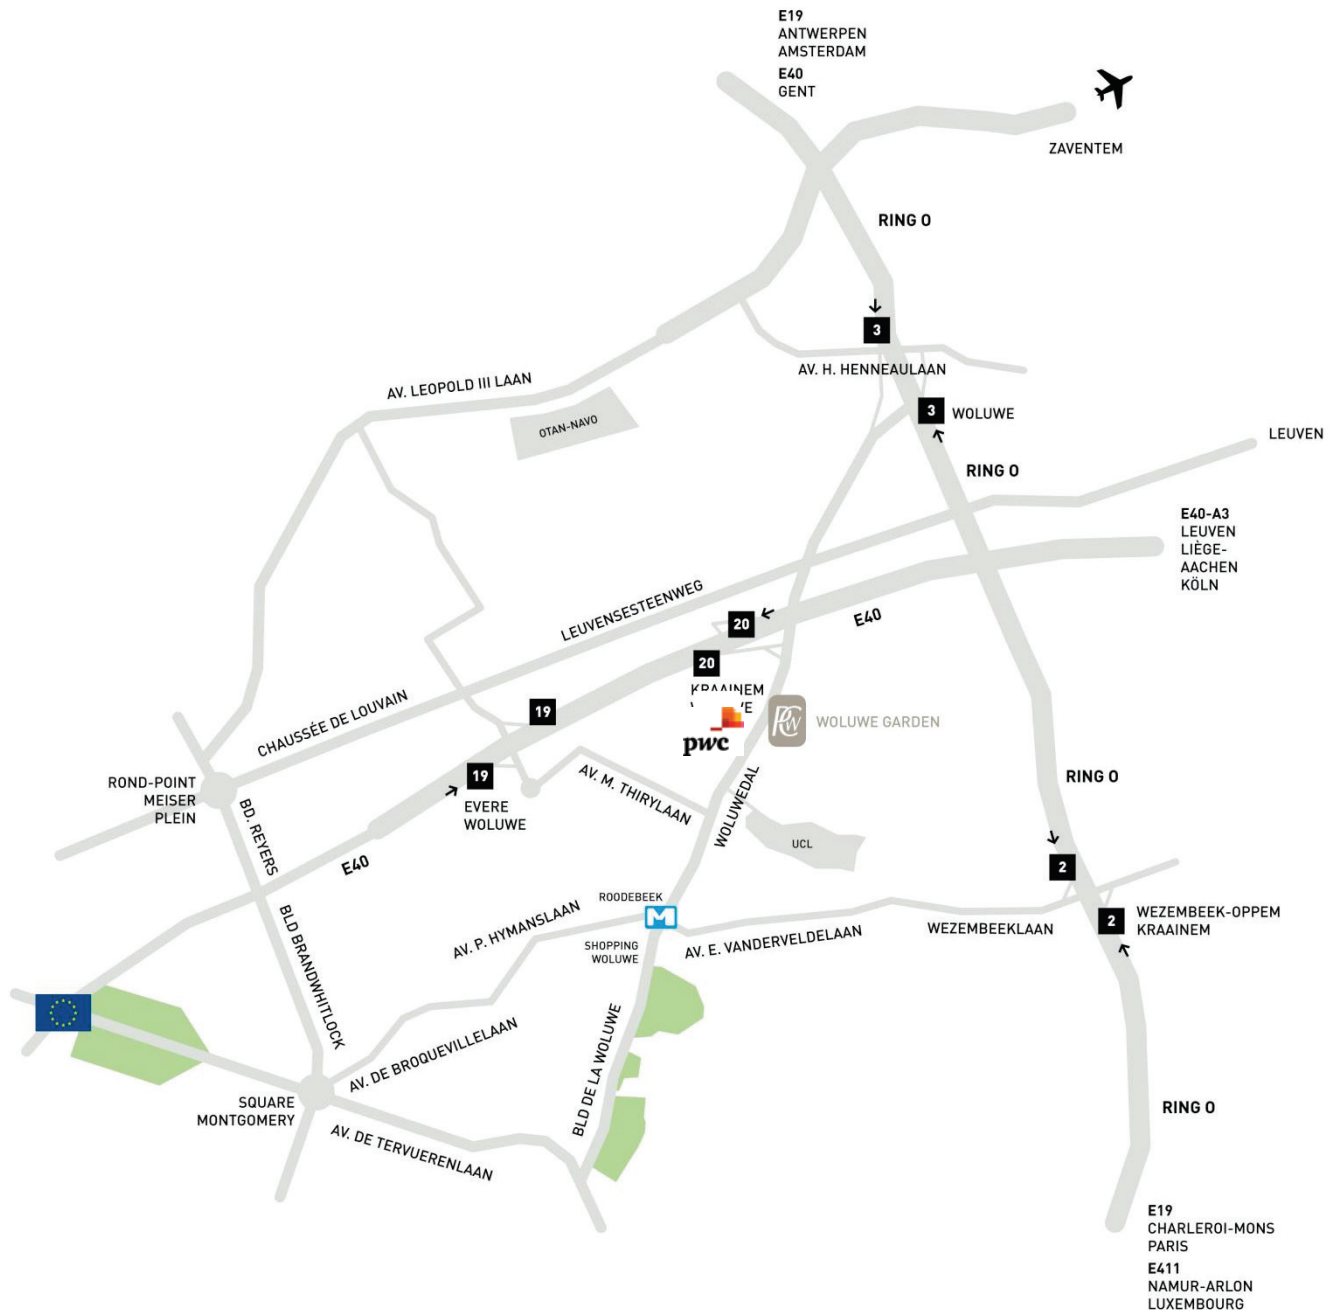 E19
ANTWERPEN
AMSTERDAM
E40
GENT
ZAVENTEM
RING O
3
AV. H. HENNEAULAAN
AV. LEOPOLD III LAAN
OTAN-NAVO
3
WOLUWE
LEUVEN
RING O
E40-A3
LEUVEN
LIÈGE-
AACHEN
KÖLN
LEUVENSESTEENWEG
20
E40
20
KRAAINEM
pwc
PCW
WOLUWE GARDEN
19
CHAUSSÉE DE LOUVAIN
ROND-POINT
MEISER
PLEIN
19
EVERE
WOLUWE
AV. M. THIRYLAAN
WOLUWEDAL
RING O
BD. REYERS
E40
UCL
2
ROODEBEEK
M
AV. P. HYMANSLAAN
BLD BRANDWHITLOCK
SHOPPING
WOLUWE
AV. E. VANDERVELDELAAN
WEZEMBEEKLAAN
2
WEZEMBEEK-OPPEM
KRAAINEM
AV. DE BROQUEVILLELAAN
BLD DE LA WOLUWE
SQUARE
MONTGOMERY
AV. DE TERVUERENLAAN
RING O
E19
CHARLEROI-MONS
PARIS
E411
NAMUR-ARLON
LUXEMBOURG